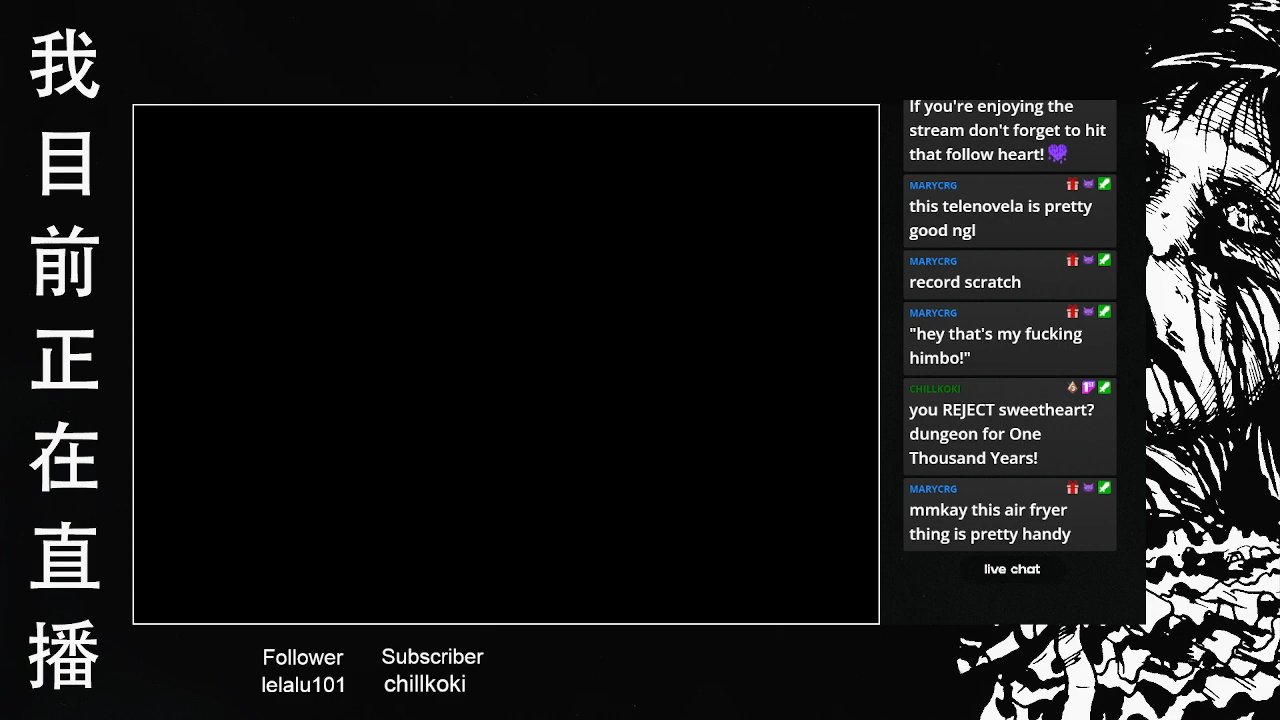 我
目
前
正
在
直
播
If you're enjoying the
stream don't forget to hit
that follow heart!
MARYCRG
this telenovela is pretty
good ngl
MARYCRG
record scratch
MARYCRG
"hey that's my fucking
himbo!"
CHILLKOKI
you REJECT sweetheart?
dungeon for One
Thousand Years!
MARYCRG
mmkay this air fryer
thing is pretty handy
live chat
Follower
lelalu101
Subscriber
chillkoki